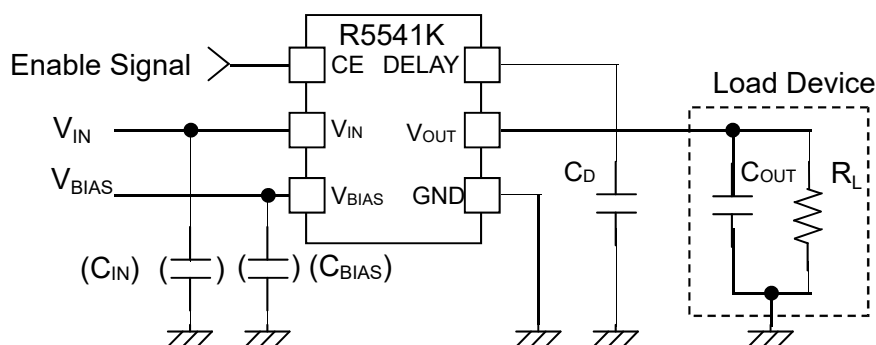 R5541K
Enable Signal
CE DELAY
Load Device
VIN
VIN
VOUT
CD
COUT
RL
VBIAS
VBIAS
GND
(CIN) ( )
( ) (CBIAS)